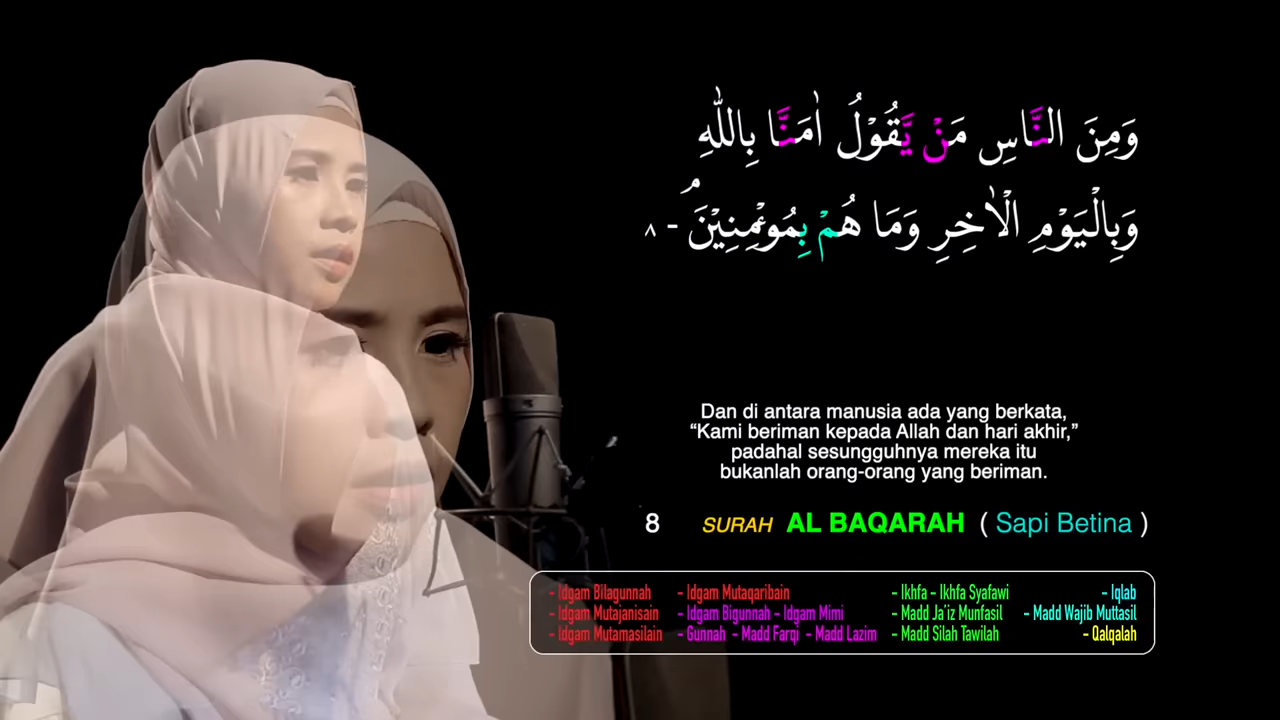 وَمِنَ النَّاسِ مَنْ يَّقُوْلُ اٰمَنَّا بِاللّٰهِ
وَبِالْيَوْمِ الْاٰخِرِ وَمَا هُمْ بِمُؤْمِنِيْنَۘ - ٨
Dan di antara manusia ada yang berkata,
“Kami beriman kepada Allah dan hari akhir,”
padahal sesungguhnya mereka itu
bukanlah orang-orang yang beriman.
8 SURAH AL BAQARAH ( Sapi Betina )
- Idgam Bilagunnah - Idgam Mutaqaribain - Ikhfa - Ikhfa Syafawi - Iqlab
- Idgam Mutajanisain - Idgam Bigunnah - Idgam Mimi - Madd Ja'iz Munfasil - Madd Wajib Muttasil
- Idgam Mutamasilain - Gunnah - Madd Farqi - Madd Lazim - Madd Silah Tawilah - Qalqalah